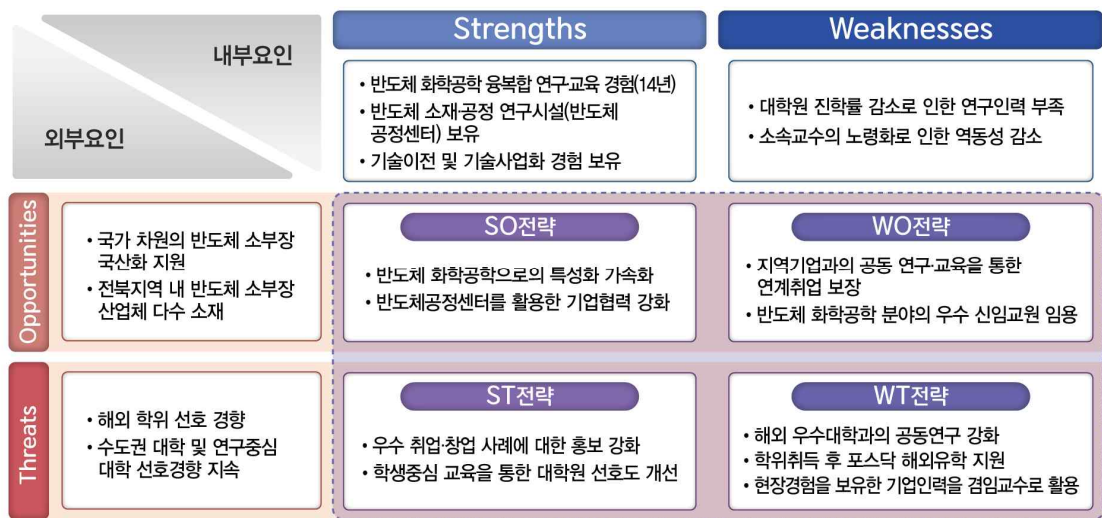 내부요인
외부요인
Strengths
• 반도체 화학공학 융복합 연구·교육 경험(14년)
• 반도체 소재·공정 연구시설(반도체
공정센터) 보유
• 기술이전 및 기술사업화 경험 보유
Weaknesses
• 대학원 진학률 감소로 인한 연구인력 부족
• 소속교수의 노령화로 인한 역동성 감소
Opportunities
• 국가 차원의 반도체 소부장
국산화 지원
• 전북지역 내 반도체 소부장
산업체 다수 소재
SO전략
• 반도체 화학공학으로의 특성화 가속화
• 반도체공정센터를 활용한 기업협력 강화
WO전략
• 지역기업과의 공동 연구·교육을 통한
연계취업 보장
• 반도체 화학공학 분야의 우수 신임교원 임용
Threats
• 해외 학위 선호 경향
• 수도권 대학 및 연구중심
대학 선호경향 지속
ST전략
• 우수 취업·창업 사례에 대한 홍보 강화
• 학생중심 교육을 통한 대학원 선호도 개선
WT전략
• 해외 우수대학과의 공동연구 강화
• 학위취득 후 포스닥 해외유학 지원
• 현장경험을 보유한 기업인력을 겸임교수로 활용